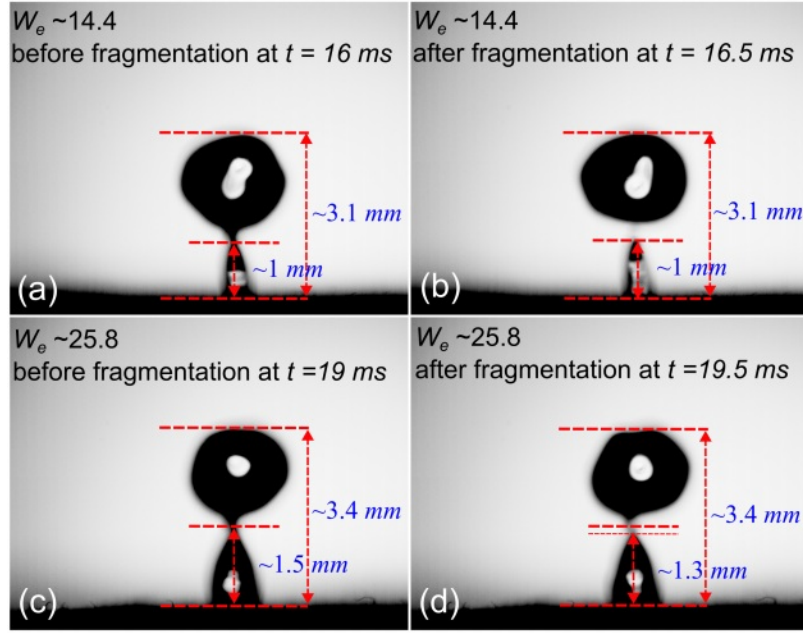 We ~14.4
before fragmentation at t = 16 ms
~3.1 mm
~1 mm
(a)
We ~14.4
after fragmentation at t = 16.5 ms
~3.1 mm
~1 mm
(b)
We ~25.8
before fragmentation at t =19 ms
~3.4 mm
~1.5 mm
(c)
We ~25.8
after fragmentation at t =19.5 ms
~3.4 mm
~1.3 mm
(d)